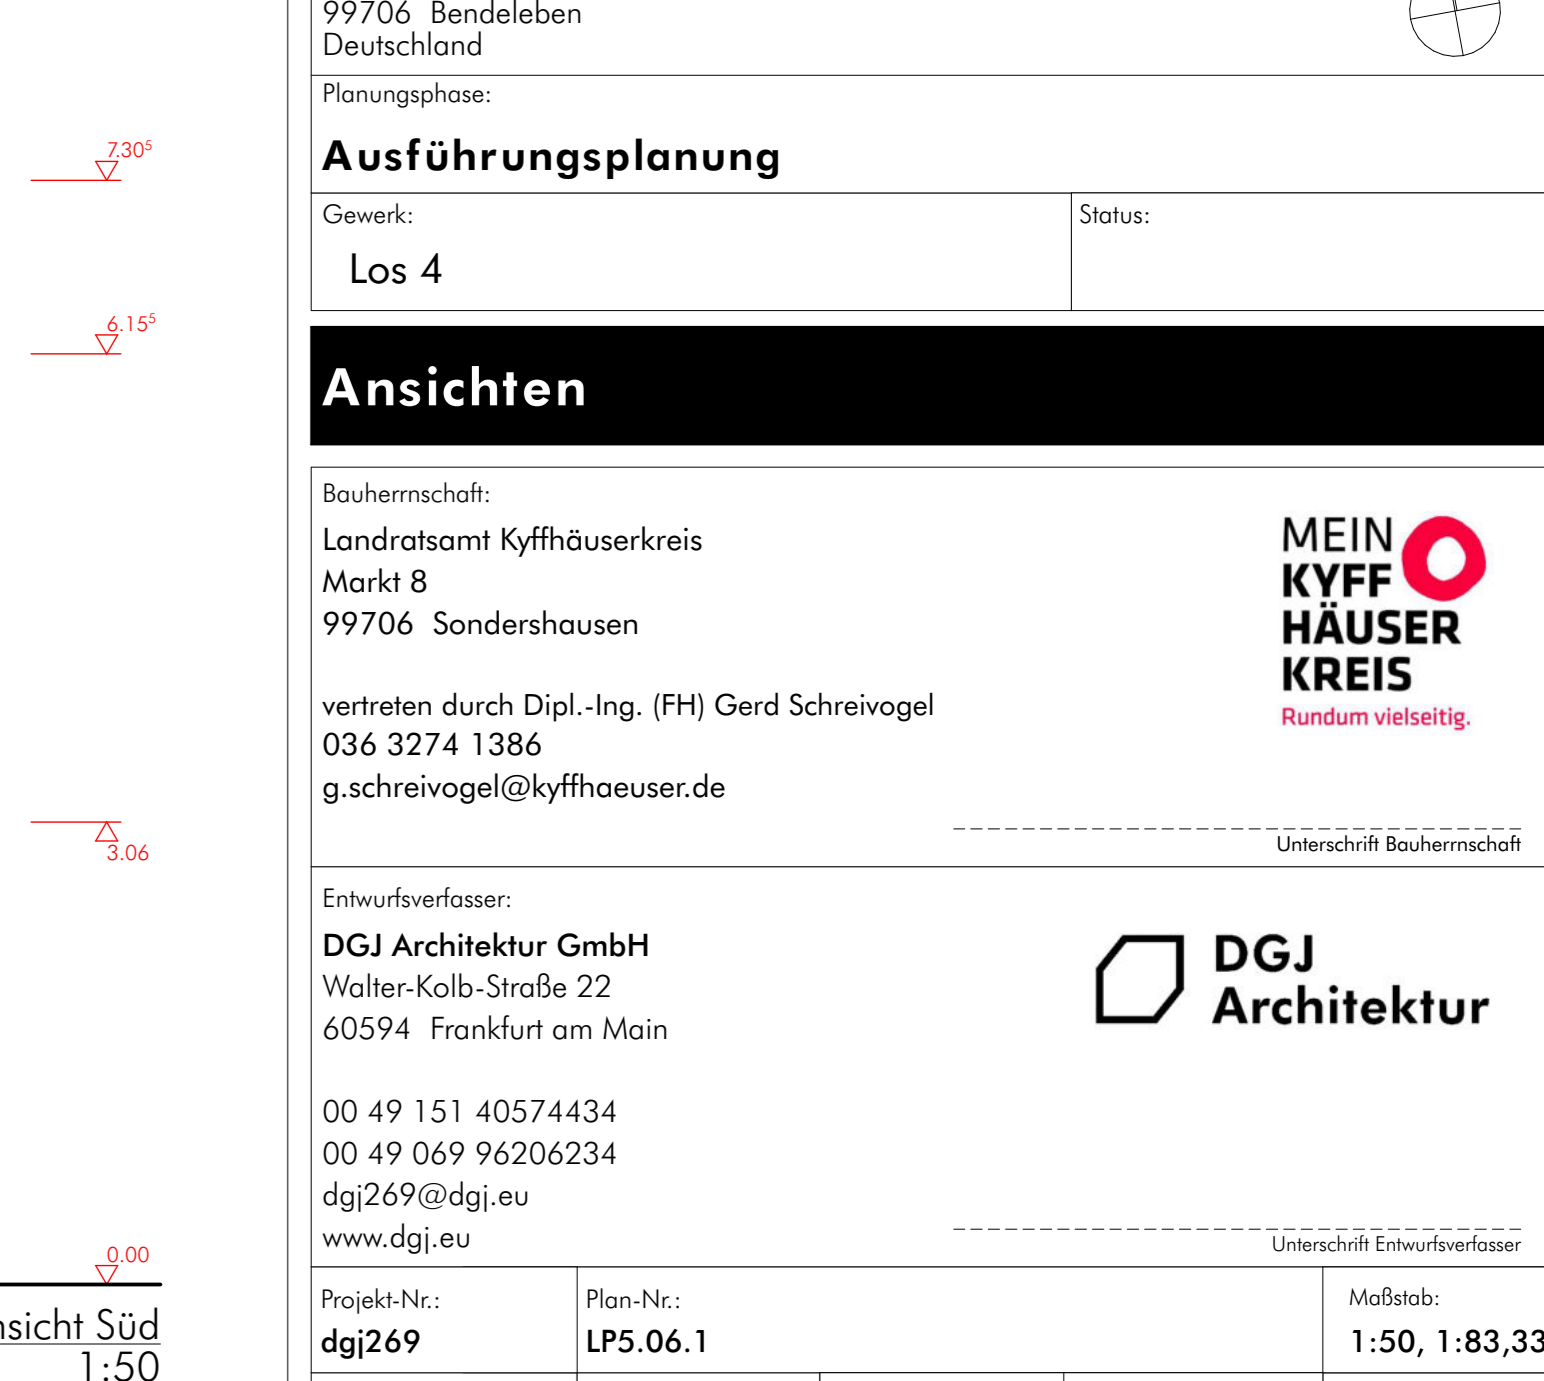 99706 Bendeleben
Deutschland
Planungsphase:
Ausführungsplanung
Gewerk:
Los 4
Status:
Ansichten
Bauherrnschaft:
Landratsamt Kyffhäuserkreis
Markt 8
99706 Sondershausen
vertreten durch Dipl.-Ing. (FH) Gerd Schreivogel
036 3274 1386
g.schreivogel@kyffhaeuser.de
MEIN
KYFF
HÄUSER
KREIS
Rundum vielseitig.
Unterschrift Bauherrnschaft
Entwurfsverfasser:
DGJ Architektur GmbH
Walter-Kolb-Straße 22
60594 Frankfurt am Main
00 49 151 40574434
00 49 069 96206234
dgj269@dgj.eu
www.dgj.eu
DGJ
Architektur
Unterschrift Entwurfsverfasser
Projekt-Nr.:
dgj269
Plan-Nr.:
LP5.06.1
Maßstab:
1:50, 1:83,33
7.30⁵
6.15⁵
3.06
0.00
nsicht Süd
1:50